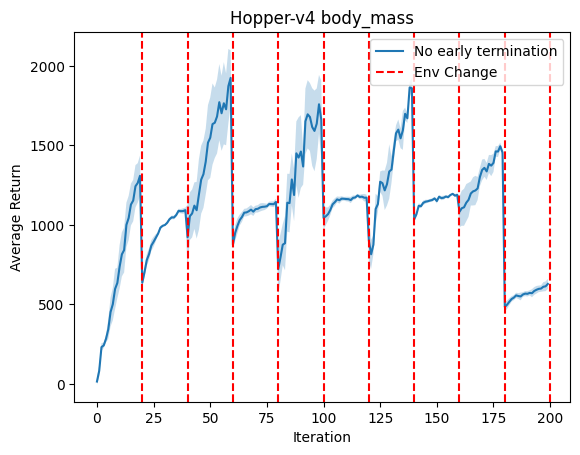 Hopper-v4 body_mass
No early termination
Env Change
Average Return
2000
1500
1000
500
0
0 25 50 75 100 125 150 175 200
Iteration